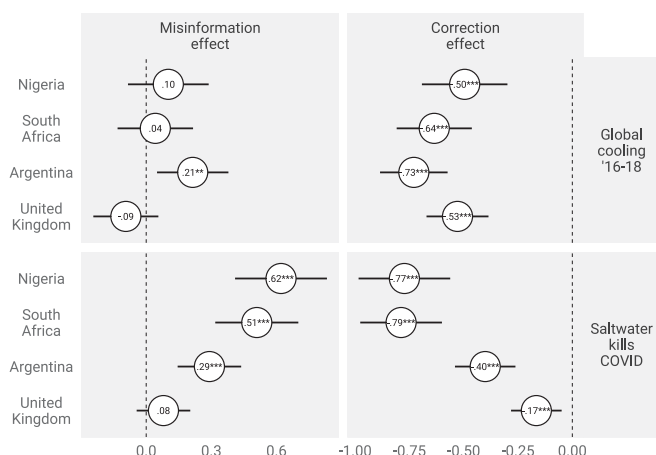 Misinformation
effect
Correction
effect
Nigeria
.10
-.50***
South
Africa
.04
-.64***
Argentina
.21**
-.73***
United
Kingdom
-.09
-.53***
Global
cooling
'16-18
Nigeria
.62***
-.77***
South
Africa
.51***
-.79***
Argentina
.29***
-.40***
United
Kingdom
.08
-.17***
Saltwater
kills
COVID
0.0 0.3 0.6 -1.00 -0.75 -0.50 -0.25 0.00